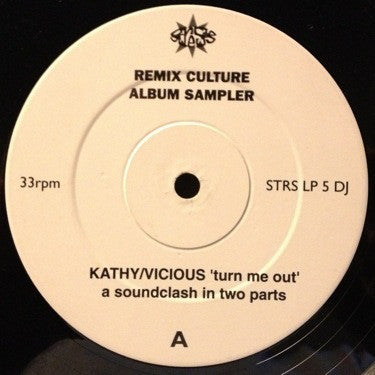 REMIX CULTURE
ALBUM SAMPLER
33rpm
STRS LP 5 DJ
KATHY/VICIOUS 'turn me out'
a soundclash in two parts
A